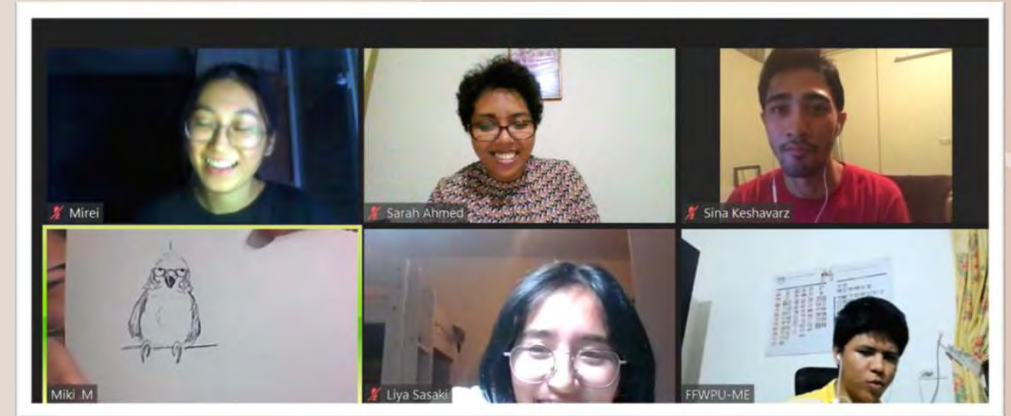 Mirei
Sarah Ahmed
Sina Keshavarz
Miki .M
Liya Sasaki
FFWPU-ME